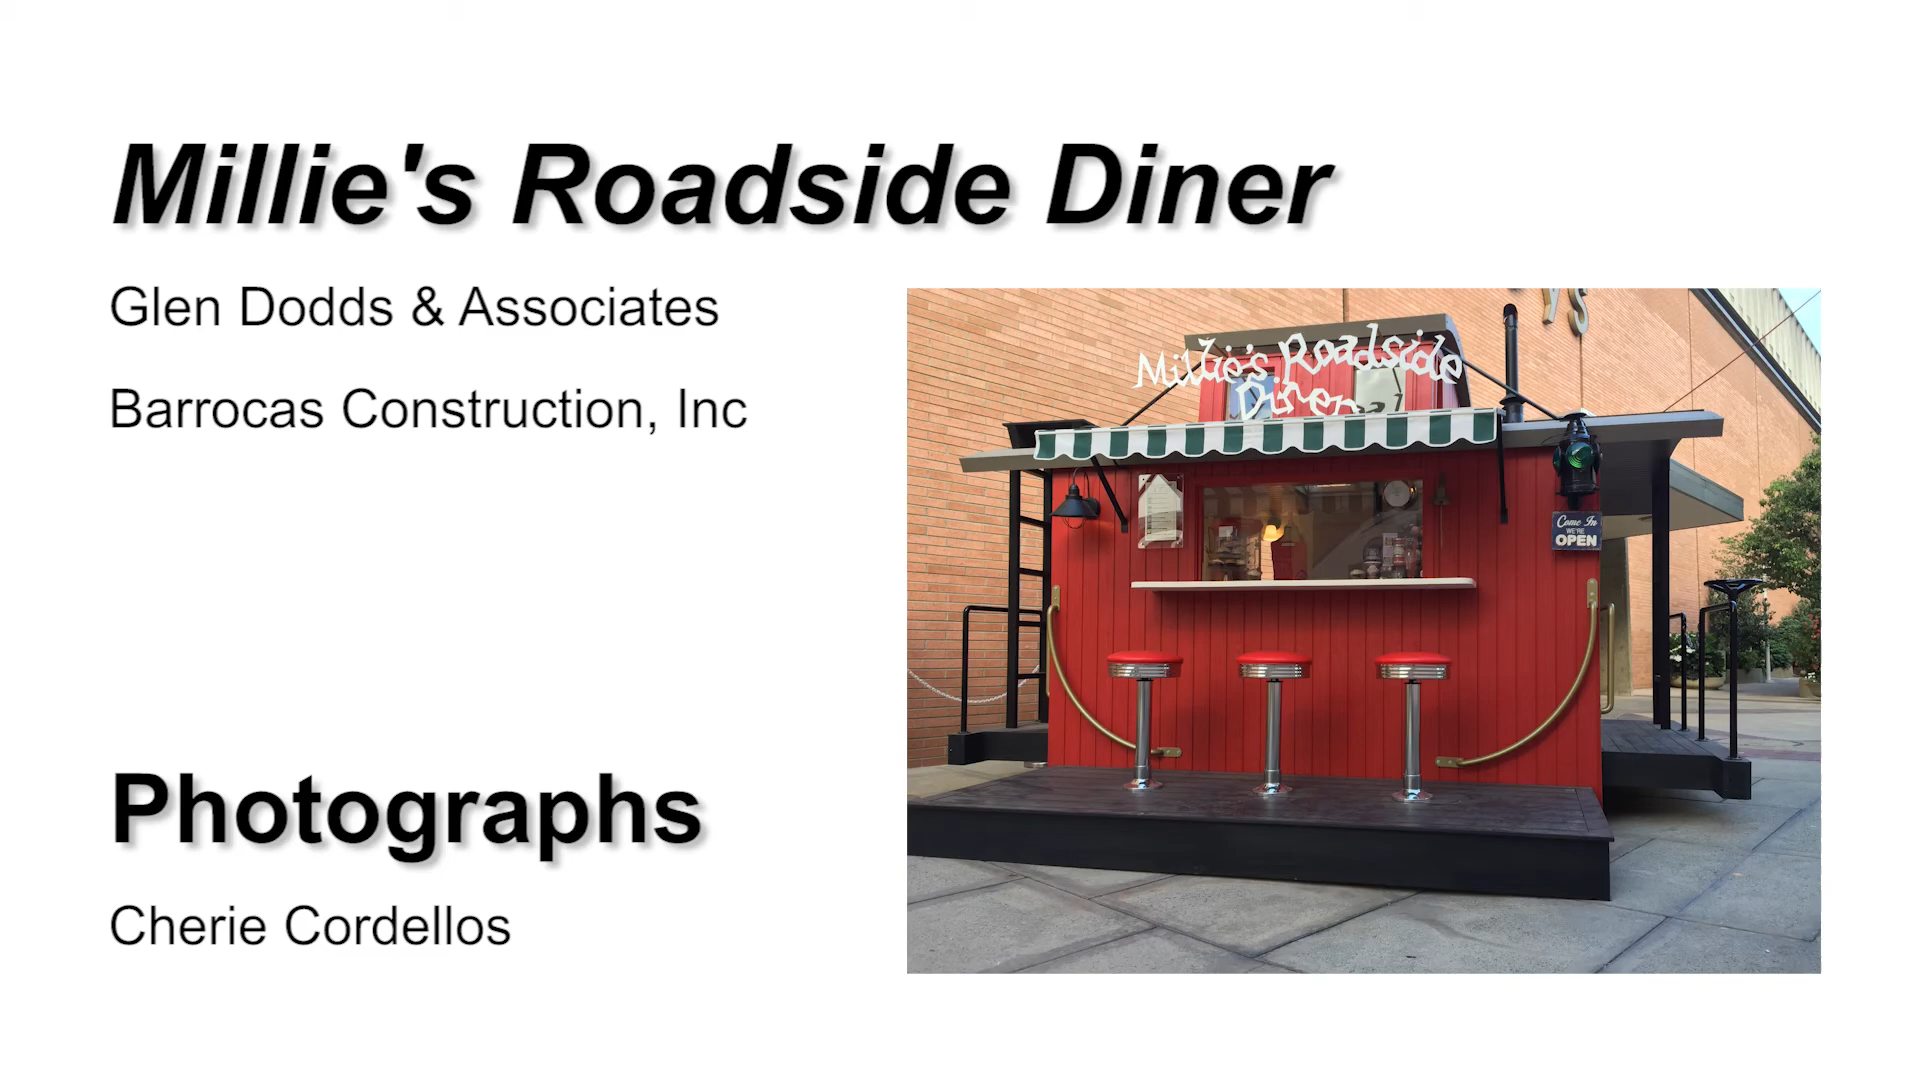 Millie's Roadside Diner
Glen Dodds & Associates
Barrocas Construction, Inc
Millie's Roadside
Diner
Come In
WE'RE
OPEN
YS
Photographs
Cherie Cordellos